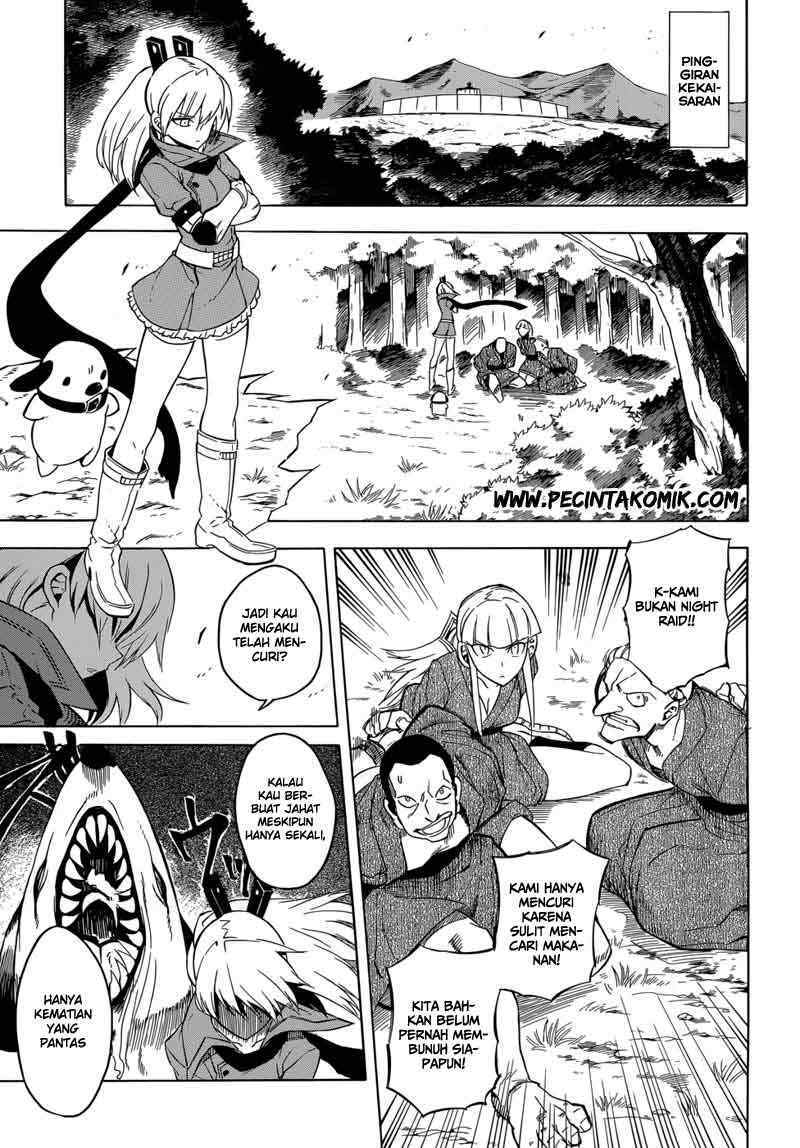 PING-
GIRAN
KEKAI-
SARAN
WWW.PECINTAKOMIK.COM
K-KAMI
BUKAN NIGHT
RAID!!
KAMI HANYA
MENCURI
KARENA
SULIT MEN-
CARI MAKA-
NAN!
KITA BAH-
KAN BELUM
PERNAH MEM-
BUNUH SIA-
PAPUN!
JADI KAU
MENGAKU
TELAH MEN-
CURI?
KALAU
KAU BER-
BUAT JAHAT
MESKIPUN
HANYA SEKALI,
HANYA
KEMATIAN
YANG
PANTAS